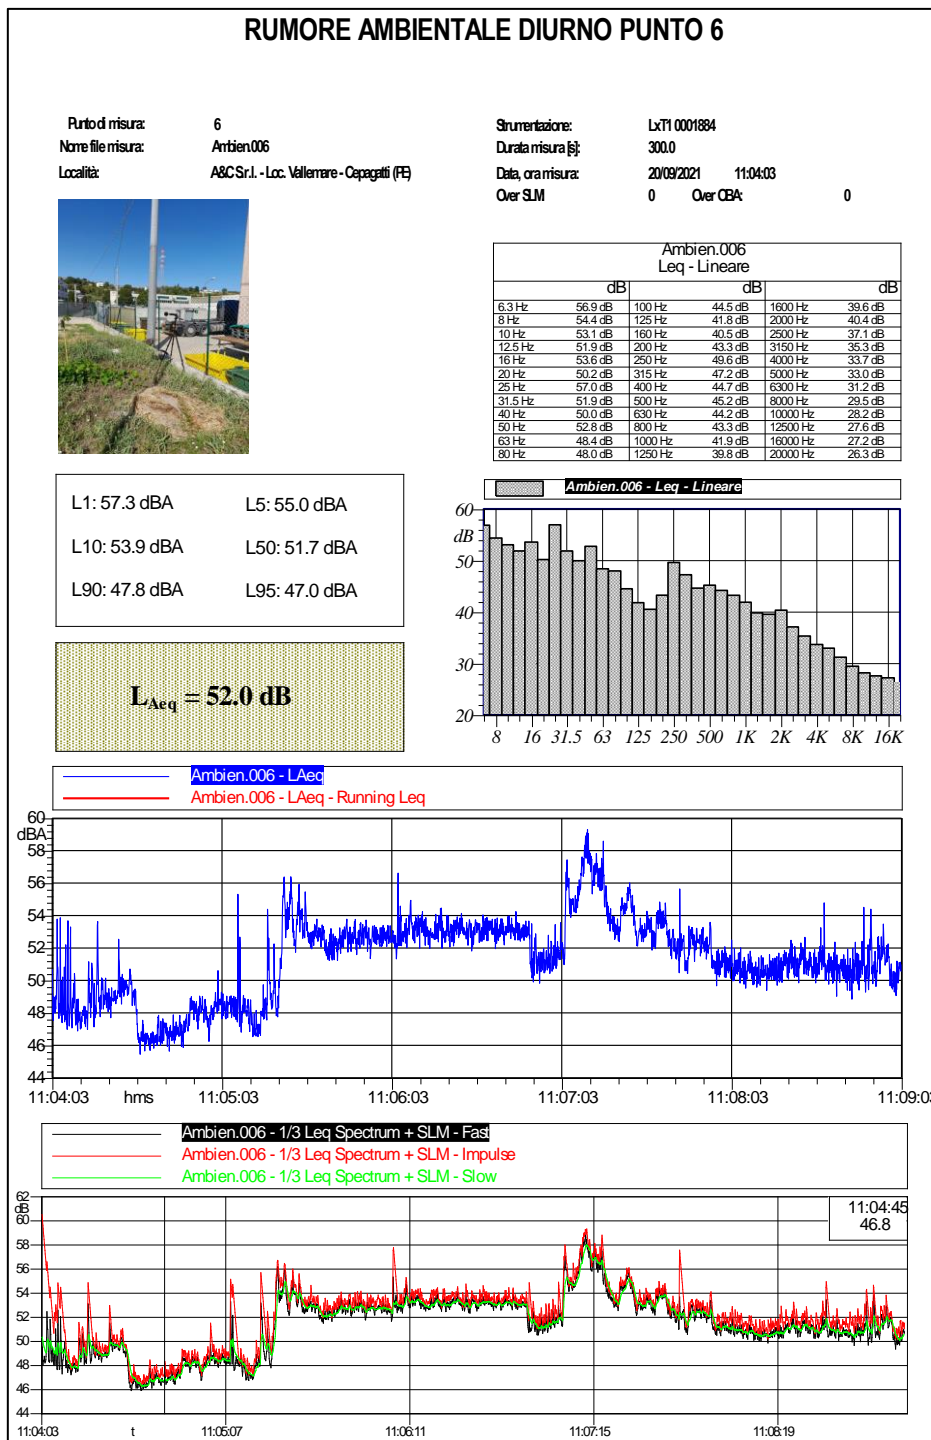 RUMORE AMBIENTALE DIURNO PUNTO 6
Punto di misura: 6
Nome file misura: Ambien.006
Località: A&C S.r.l. - Loc. Vallemare - Cepagatti (PE)
Strumentazione: LxT1 0001884
Durata misura [s]: 300.0
Data, ora misura: 20/09/2021 11:04:03
Over SLM 0 Over OBA: 0
Ambien.006
Leq - Lineare
dB dB dB
6.3 Hz 56.9 dB 100 Hz 44.5 dB 1600 Hz 39.6 dB
8 Hz 54.4 dB 125 Hz 41.8 dB 2000 Hz 40.4 dB
10 Hz 53.1 dB 160 Hz 40.5 dB 2500 Hz 37.1 dB
12.5 Hz 51.9 dB 200 Hz 43.3 dB 3150 Hz 35.3 dB
16 Hz 53.6 dB 250 Hz 49.6 dB 4000 Hz 33.7 dB
20 Hz 50.2 dB 315 Hz 47.2 dB 5000 Hz 33.0 dB
25 Hz 57.0 dB 400 Hz 44.7 dB 6300 Hz 31.2 dB
31.5 Hz 51.9 dB 500 Hz 45.2 dB 8000 Hz 29.5 dB
40 Hz 50.0 dB 630 Hz 44.2 dB 10000 Hz 28.2 dB
50 Hz 52.8 dB 800 Hz 43.3 dB 12500 Hz 27.6 dB
63 Hz 48.4 dB 1000 Hz 41.9 dB 16000 Hz 27.2 dB
80 Hz 48.0 dB 1250 Hz 39.8 dB 20000 Hz 26.3 dB
L1: 57.3 dBA L5: 55.0 dBA
L10: 53.9 dBA L50: 51.7 dBA
L90: 47.8 dBA L95: 47.0 dBA
LAeq = 52.0 dB
Ambien.006 - Leq - Lineare
60
dB
50
40
30
20
8 16 31.5 63 125 250 500 1K 2K 4K 8K 16K
Ambien.006 - LAeq
Ambien.006 - LAeq - Running Leq
60
dBA
58
56
54
52
50
48
46
44
11:04:03 hms 11:05:03 11:06:03 11:07:03 11:08:03 11:09:03
Ambien.006 - 1/3 Leq Spectrum + SLM - Fast
Ambien.006 - 1/3 Leq Spectrum + SLM - Impulse
Ambien.006 - 1/3 Leq Spectrum + SLM - Slow
62
dB
60
58
56
54
52
50
48
46
44
11:04:45
46.8
11:04:03 t 11:05:07 11:06:11 11:07:15 11:08:19